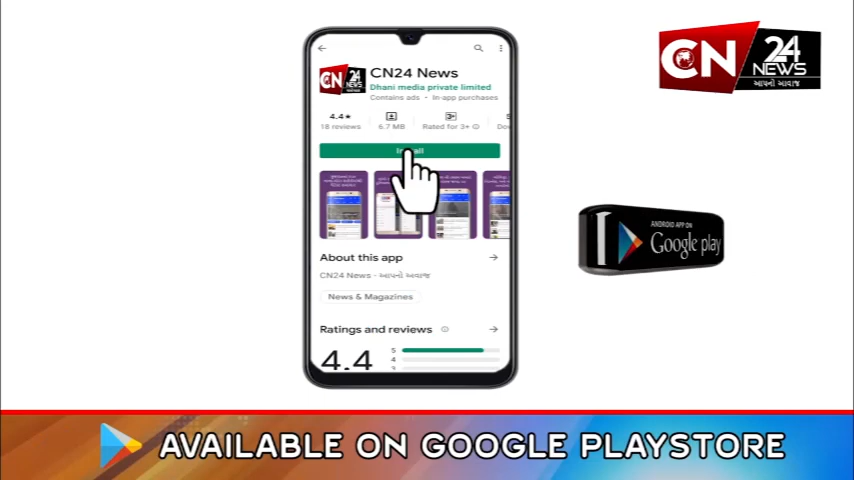 CN 24 NEWS
આપનો અવાજ
CN24 News
Dhani media private limited
Contains ads • In-app purchases
4.4★
18 reviews
6.7 MB
3+
Rated for 3+
About this app
CN24 News - આપનો અવાજ
News & Magazines
Ratings and reviews
4.4
5
4
3
ANDROID APP ON
Google play
AVAILABLE ON GOOGLE PLAYSTORE